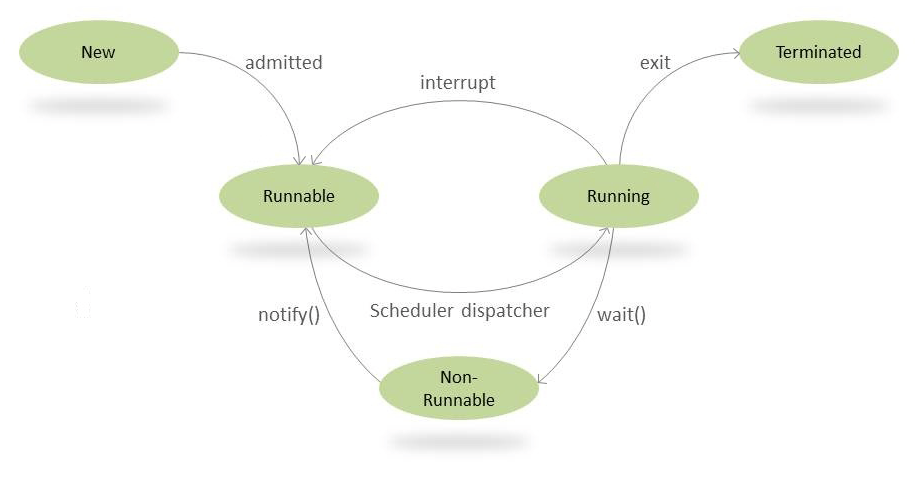 New
Terminated
admitted
exit
interrupt
Runnable
Running
notify()
Scheduler dispatcher
wait()
Non-
Runnable